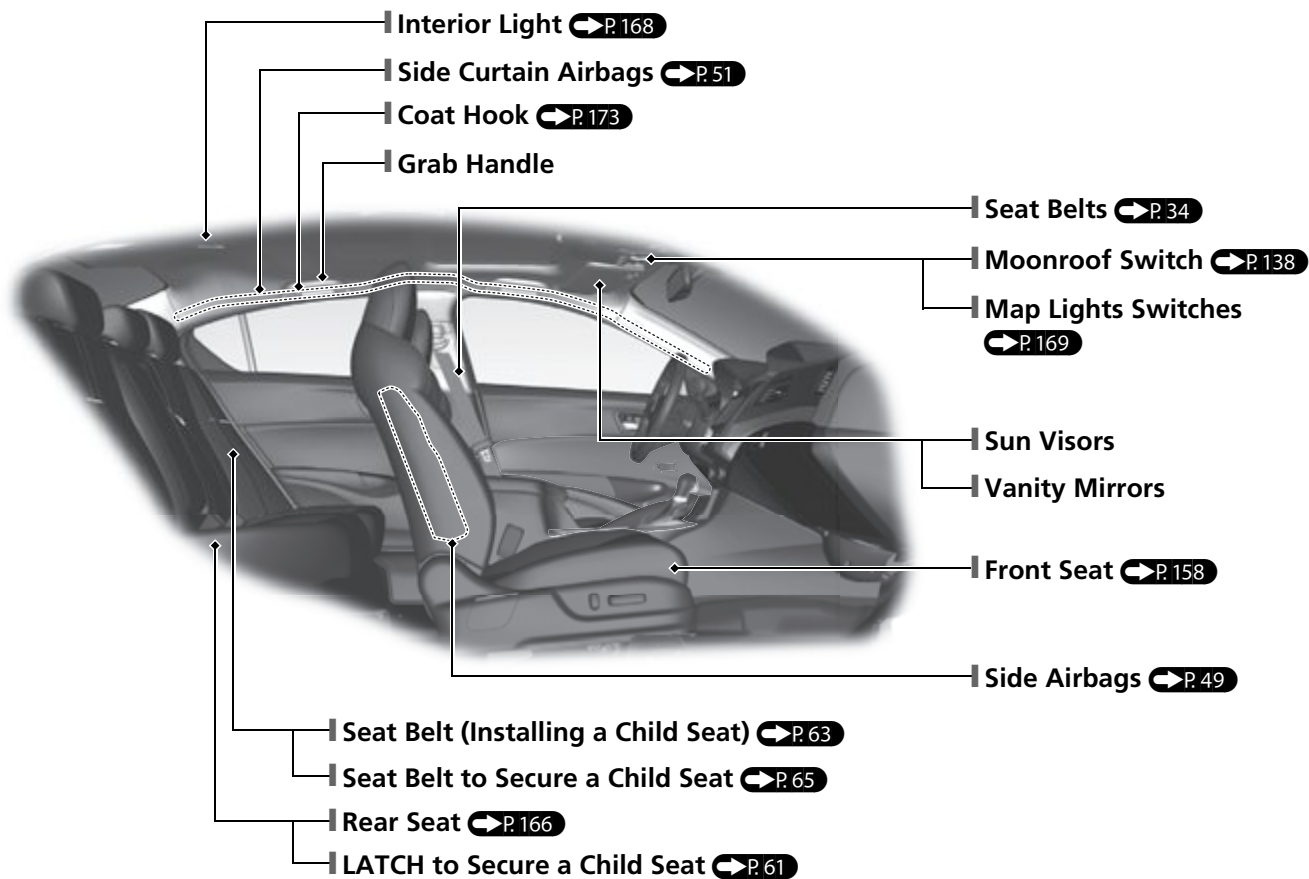 Interior Light P. 168
Side Curtain Airbags P. 51
Coat Hook P. 173
Grab Handle
Seat Belts P. 34
Moonroof Switch P. 138
Map Lights Switches
P. 169
Sun Visors
Vanity Mirrors
Front Seat P. 158
Side Airbags P. 49
Seat Belt (Installing a Child Seat) P. 63
Seat Belt to Secure a Child Seat P. 65
Rear Seat P. 166
LATCH to Secure a Child Seat P. 61